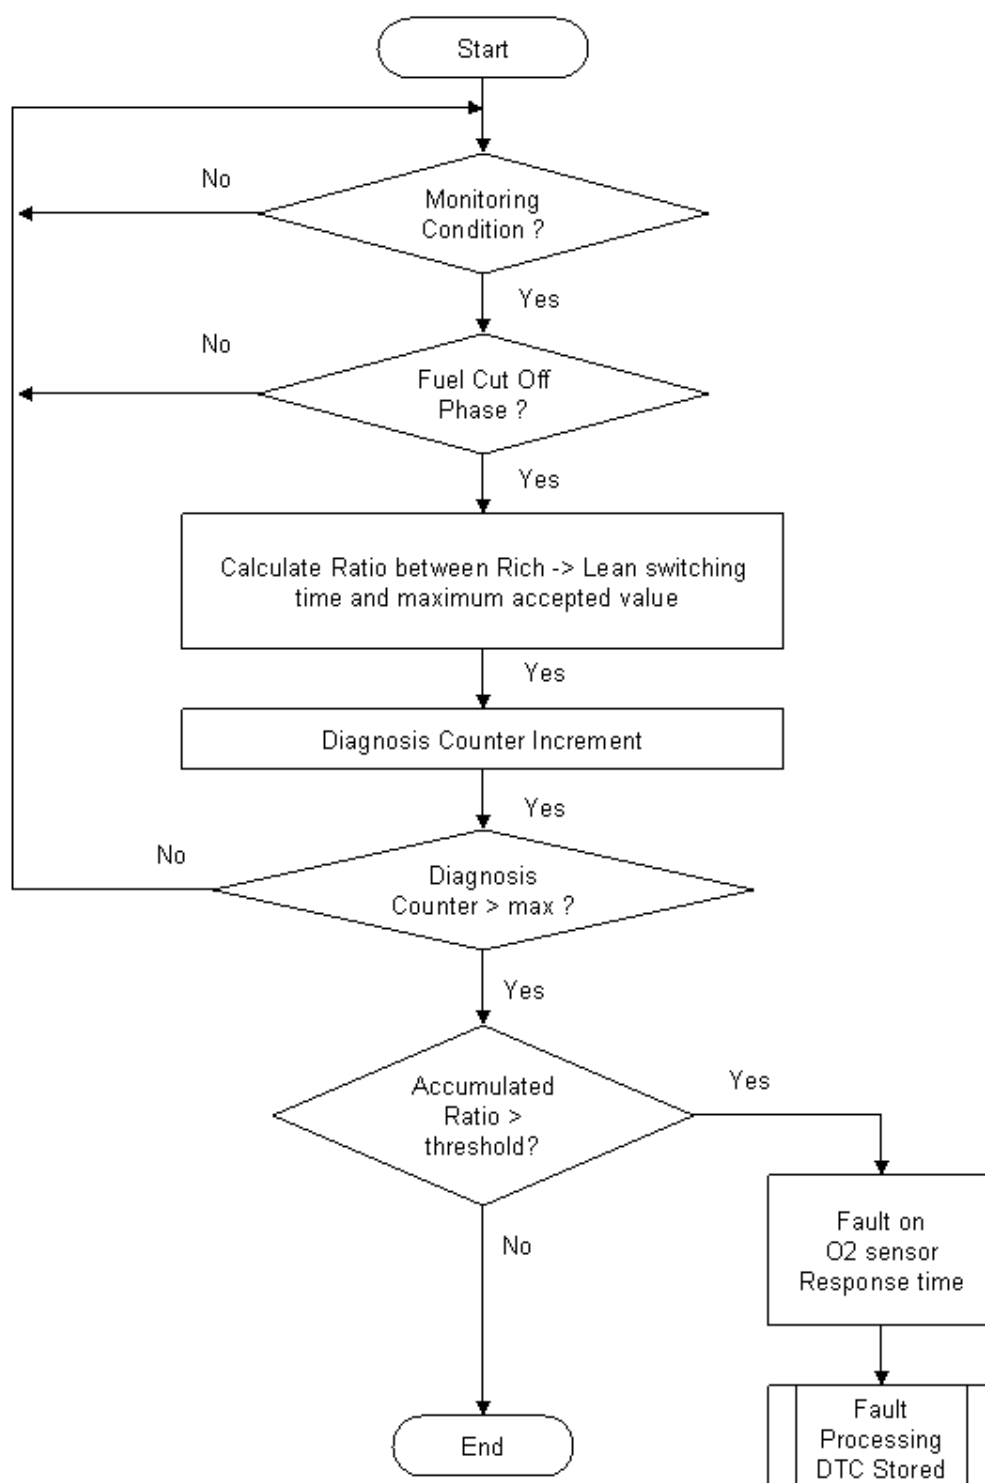 Start
No
Monitoring
Condition ?
Yes
No
Fuel Cut Off
Phase ?
Yes
Calculate Ratio between Rich -> Lean switching
time and maximum accepted value
Yes
Diagnosis Counter Increment
Yes
No
Diagnosis
Counter > max ?
Yes
Accumulated
Ratio >
threshold?
Yes
No
Fault on
O2 sensor
Response time
End
Fault
Processing
DTC Stored